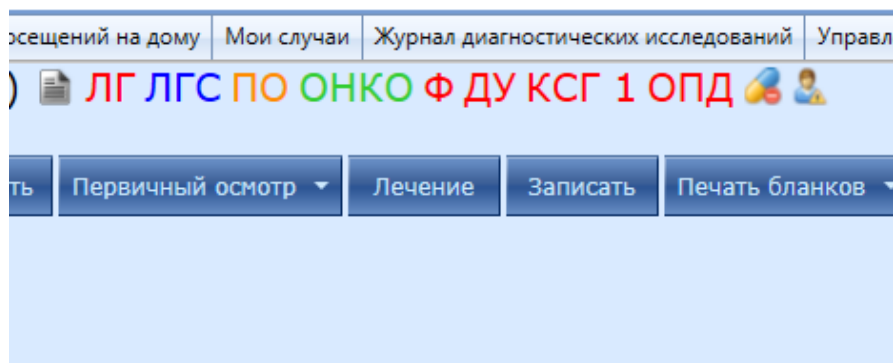 осещений на дому Мои случаи Журнал диагностических исследований Управл
) ЛГ ЛГС ПО ОНКО Ф ДУ КСГ 1 ОПД
ть Первичный осмотр Лечение Записать Печать бланков